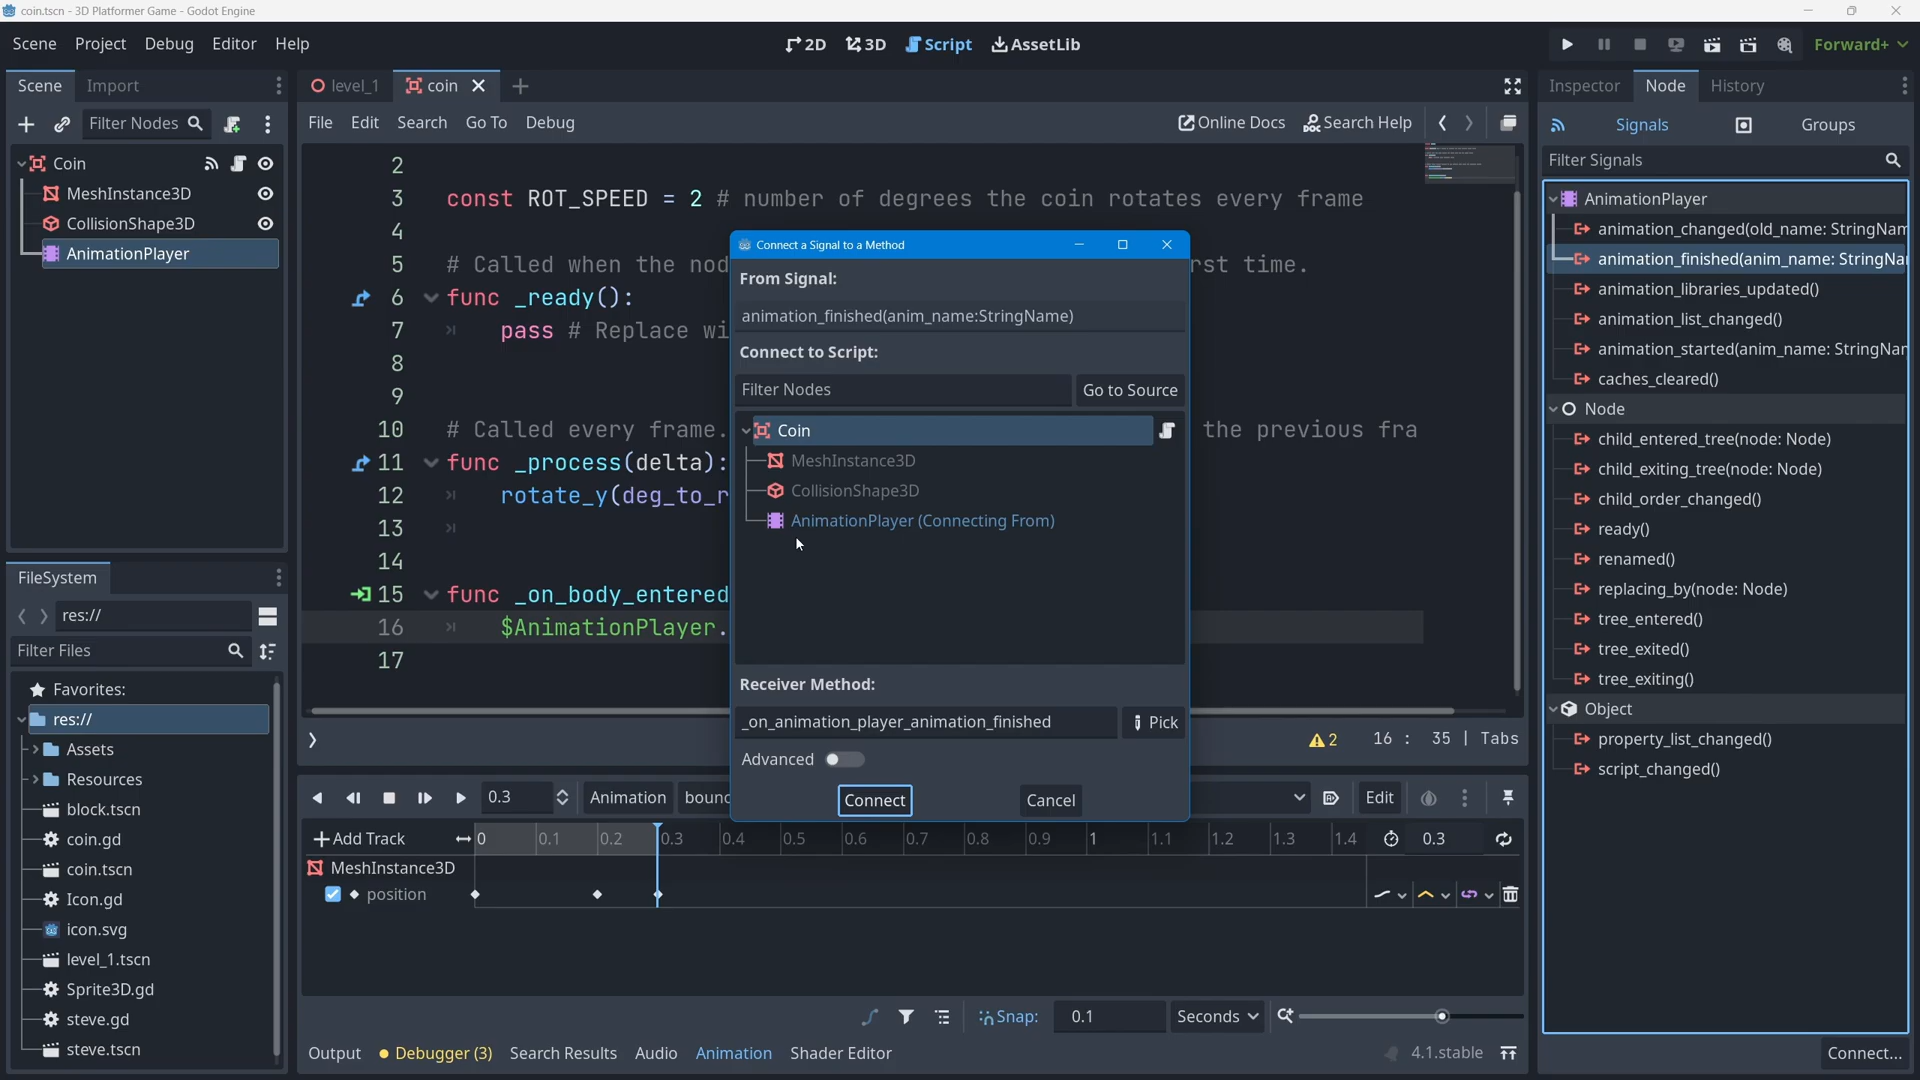 coin.tscn - 3D Platformer Game - Godot Engine
Scene Project Debug Editor Help
2D 3D Script AssetLib
Forward+
Scene Import
Filter Nodes
Coin
MeshInstance3D
CollisionShape3D
AnimationPlayer
FileSystem
res://
Filter Files
Favorites:
res://
Assets
Resources
block.tscn
coin.gd
coin.tscn
Icon.gd
icon.svg
level_1.tscn
Sprite3D.gd
steve.gd
steve.tscn
level_1 coin
File Edit Search Go To Debug
Online Docs Search Help
2
3 const ROT_SPEED = 2 # number of degrees the coin rotates every frame
4
5 # Called when the nod rst time.
6 func _ready():
7 pass # Replace wi
8
9
10 # Called every frame. the previous fra
11 func _process(delta):
12 rotate_y(deg_to_r
13
14
15 func _on_body_entered
16 $AnimationPlayer.
17
2 16 : 35 | Tabs
Connect a Signal to a Method
From Signal:
animation_finished(anim_name:StringName)
Connect to Script:
Filter Nodes Go to Source
Coin
MeshInstance3D
CollisionShape3D
AnimationPlayer (Connecting From)
Receiver Method:
_on_animation_player_animation_finished Pick
Advanced
Connect Cancel
0.3 Animation bounc Edit
Add Track 0 0.1 0.2 0.3 0.4 0.5 0.6 0.7 0.8 0.9 1 1.1 1.2 1.3 1.4 0.3
MeshInstance3D
position
Snap: 0.1 Seconds
Output Debugger (3) Search Results Audio Animation Shader Editor 4.1.stable
Inspector Node History
Signals Groups
Filter Signals
AnimationPlayer
animation_changed(old_name: StringNam
animation_finished(anim_name: StringNa
animation_libraries_updated()
animation_list_changed()
animation_started(anim_name: StringNar
caches_cleared()
Node
child_entered_tree(node: Node)
child_exiting_tree(node: Node)
child_order_changed()
ready()
renamed()
replacing_by(node: Node)
tree_entered()
tree_exited()
tree_exiting()
Object
property_list_changed()
script_changed()
Connect...